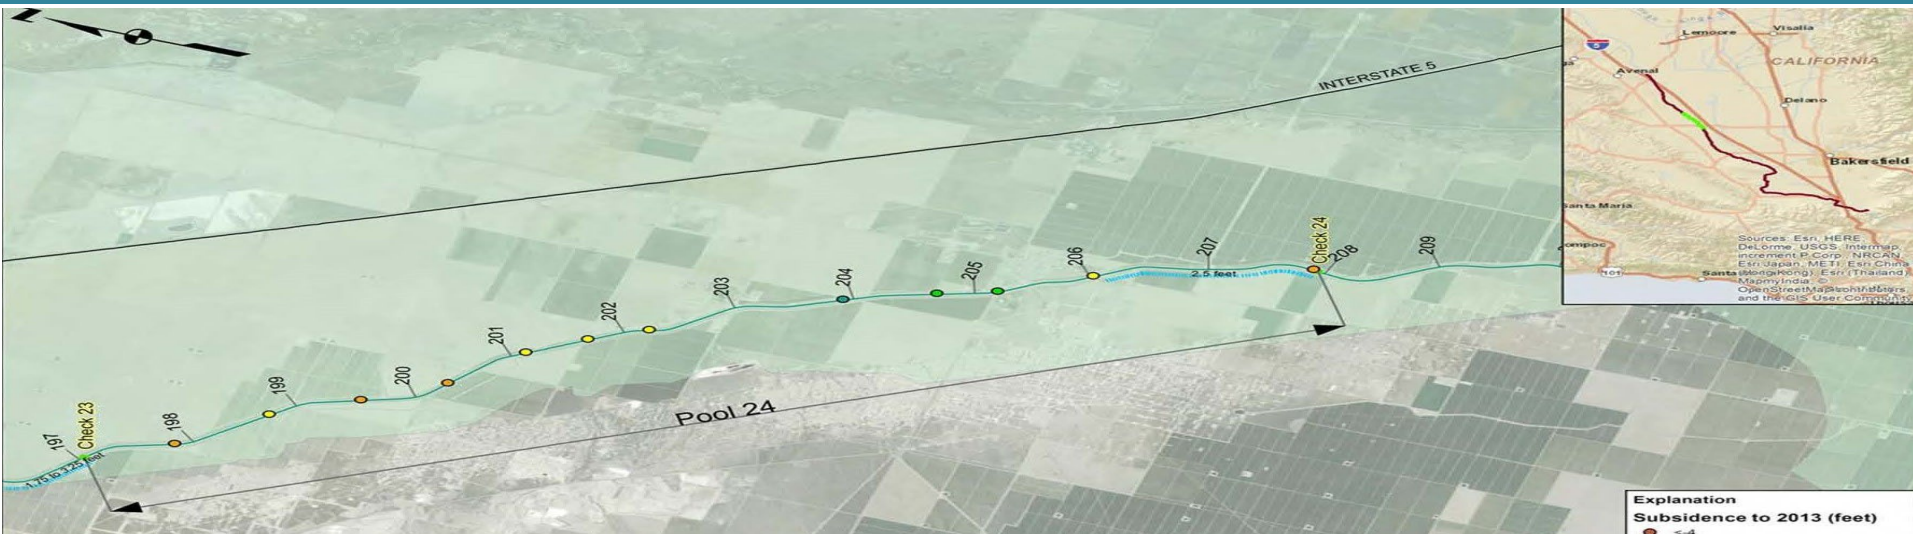 INTERSTATE 5
197
Check 23
1.75 to 3.25 feet
198
199
200
201
202
203
204
205
206
207
2.5 feet
Check 24
208
209
Pool 24
5
Lemoore
Visalia
Avenal
CALIFORNIA
Delano
Bakersfield
Santa Maria
101
Sources: Esri, HERE,
DeLorme, USGS, Intermap,
increment P Corp., NRCAN,
Esri Japan, METI, Esri China
(Hong Kong), Esri (Thailand),
MapmyIndia, ©
OpenStreetMap contributors,
and the GIS User Community
Explanation
Subsidence to 2013 (feet)